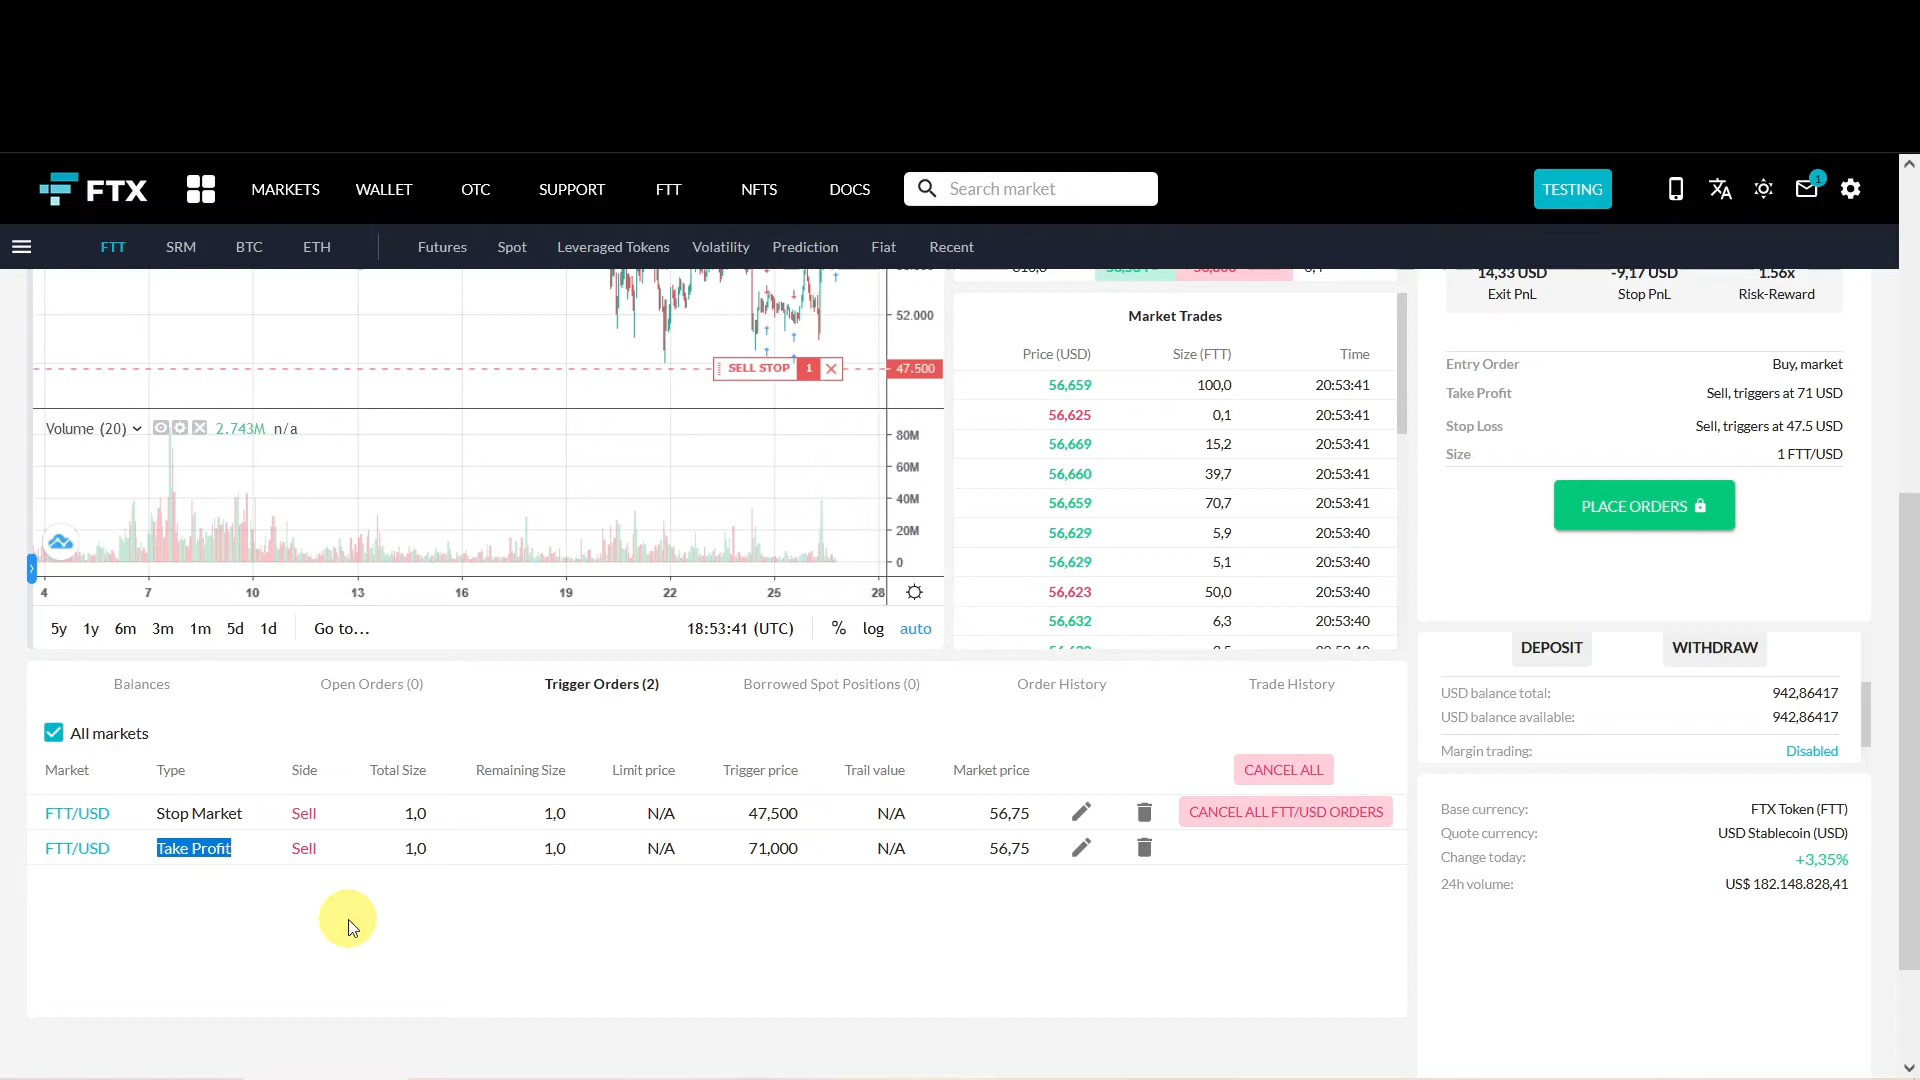 FTX
MARKETS
WALLET
OTC
SUPPORT
FTT
NFTS
DOCS
Search market
TESTING
1
FTT
SRM
BTC
ETH
Futures
Spot
Leveraged Tokens
Volatility
Prediction
Fiat
Recent
52.000
SELL STOP 1
47.500
Volume (20) 2.743M n/a
80M
60M
40M
20M
0
4 7 10 13 16 19 22 25 28
5y 1y 6m 3m 1m 5d 1d Go to... 18:53:41 (UTC) % log auto
Market Trades
Price (USD) Size (FTT) Time
56,659 100,0 20:53:41
56,625 0,1 20:53:41
56,669 15,2 20:53:41
56,660 39,7 20:53:41
56,659 70,7 20:53:41
56,629 5,9 20:53:40
56,629 5,1 20:53:40
56,623 50,0 20:53:40
56,632 6,3 20:53:40
14,33 USD -9,17 USD 1.56x
Exit PnL Stop PnL Risk-Reward
Entry Order Buy, market
Take Profit Sell, triggers at 71 USD
Stop Loss Sell, triggers at 47.5 USD
Size 1 FTT/USD
PLACE ORDERS
DEPOSIT WITHDRAW
USD balance total: 942,86417
USD balance available: 942,86417
Margin trading: Disabled
Base currency: FTX Token (FTT)
Quote currency: USD Stablecoin (USD)
Change today: +3,35%
24h volume: US$ 182.148.828,41
Balances Open Orders (0) Trigger Orders (2) Borrowed Spot Positions (0) Order History Trade History
All markets
Market Type Side Total Size Remaining Size Limit price Trigger price Trail value Market price CANCEL ALL
FTT/USD Stop Market Sell 1,0 1,0 N/A 47,500 N/A 56,75 CANCEL ALL FTT/USD ORDERS
FTT/USD Take Profit Sell 1,0 1,0 N/A 71,000 N/A 56,75